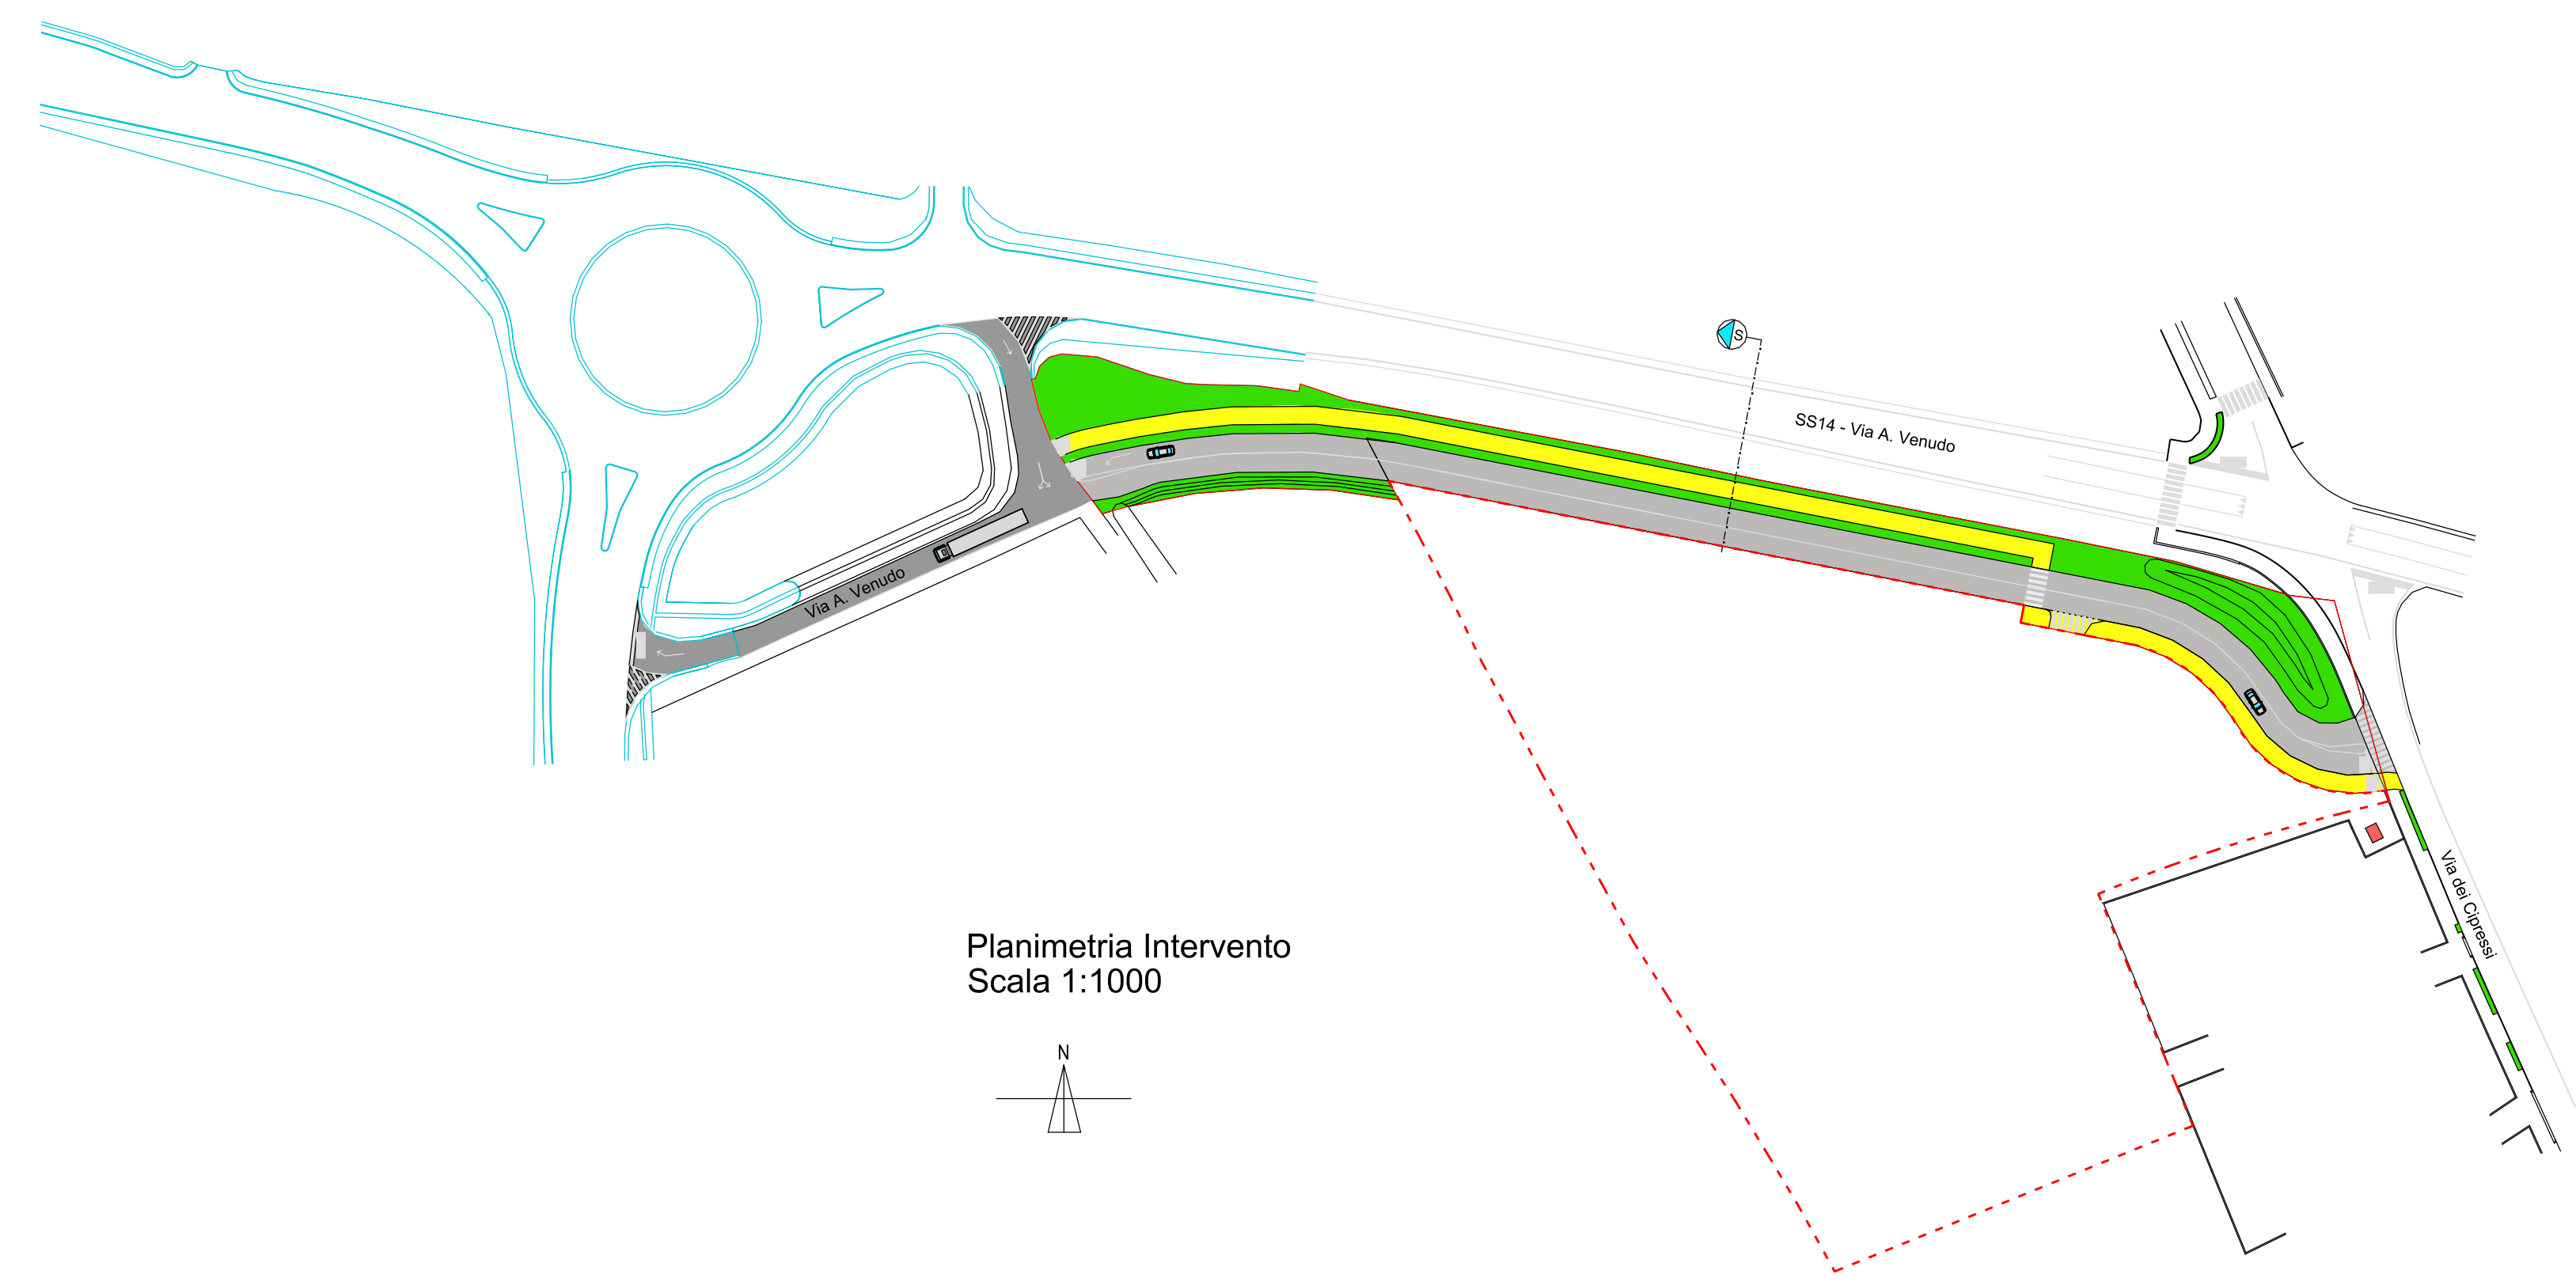 S
SS14 - Via A. Venudo
Via A. Venudo
Via dei Cipressi
Planimetria Intervento
Scala 1:1000
N